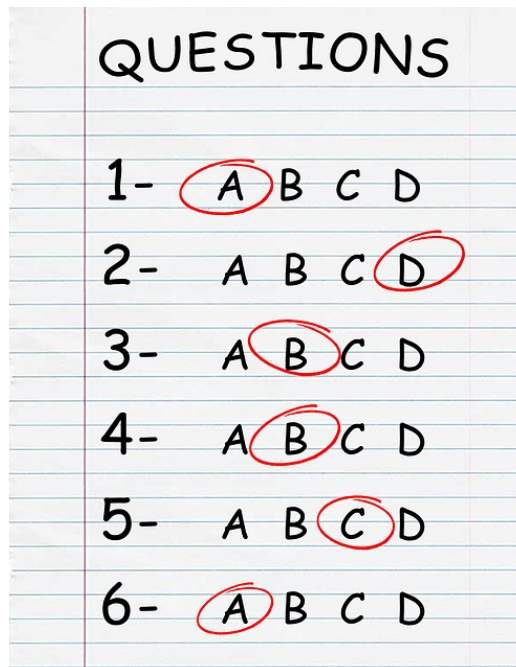 QUESTIONS
1- A B C D
2- A B C D
3- A B C D
4- A B C D
5- A B C D
6- A B C D